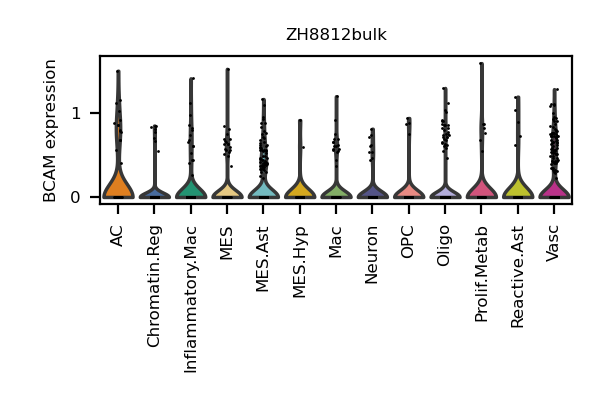 ZH8812bulk
BCAM expression
1
0
AC
Chromatin.Reg
Inflammatory.Mac
MES
MES.Ast
MES.Hyp
Mac
Neuron
OPC
Oligo
Prolif.Metab
Reactive.Ast
Vasc